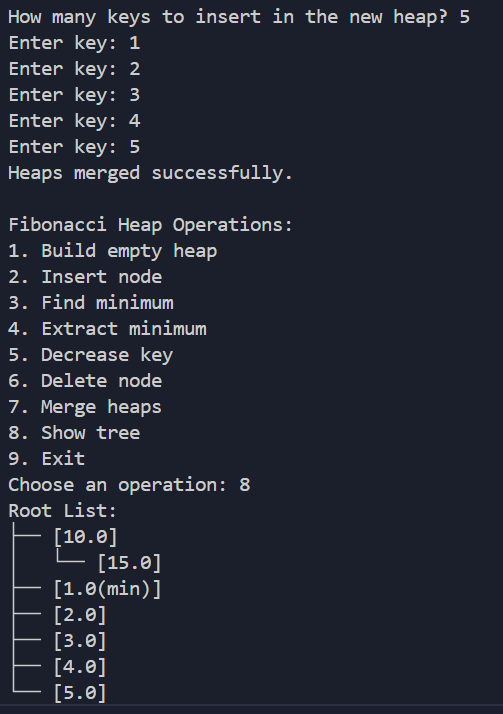 How many keys to insert in the new heap? 5
Enter key: 1
Enter key: 2
Enter key: 3
Enter key: 4
Enter key: 5
Heaps merged successfully.

Fibonacci Heap Operations:
1. Build empty heap
2. Insert node
3. Find minimum
4. Extract minimum
5. Decrease key
6. Delete node
7. Merge heaps
8. Show tree
9. Exit
Choose an operation: 8
Root List:
├── [10.0]
│   └── [15.0]
├── [1.0(min)]
├── [2.0]
├── [3.0]
├── [4.0]
└── [5.0]